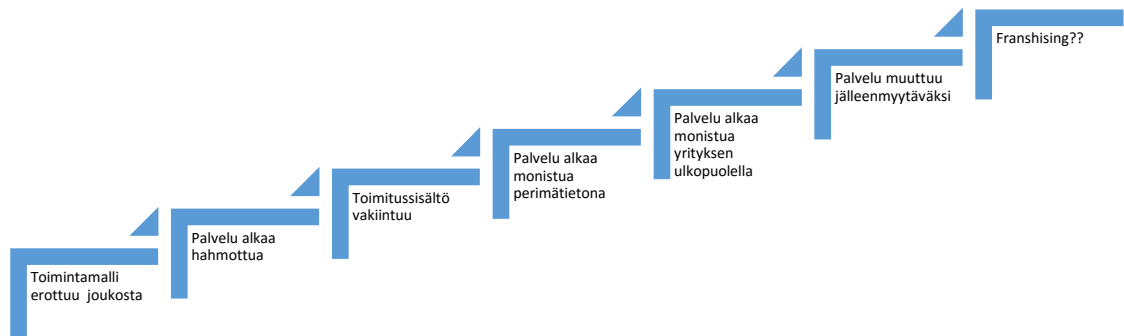 Toimintamalli
erottuu joukosta
Palvelu alkaa
hahmottua
Toimitussisältö
vakiintuu
Palvelu alkaa
monistua
perimätietona
Palvelu alkaa
monistua
yrityksen
ulkopuolella
Palvelu muuttuu
jälleenmyytäväksi
Franshising??